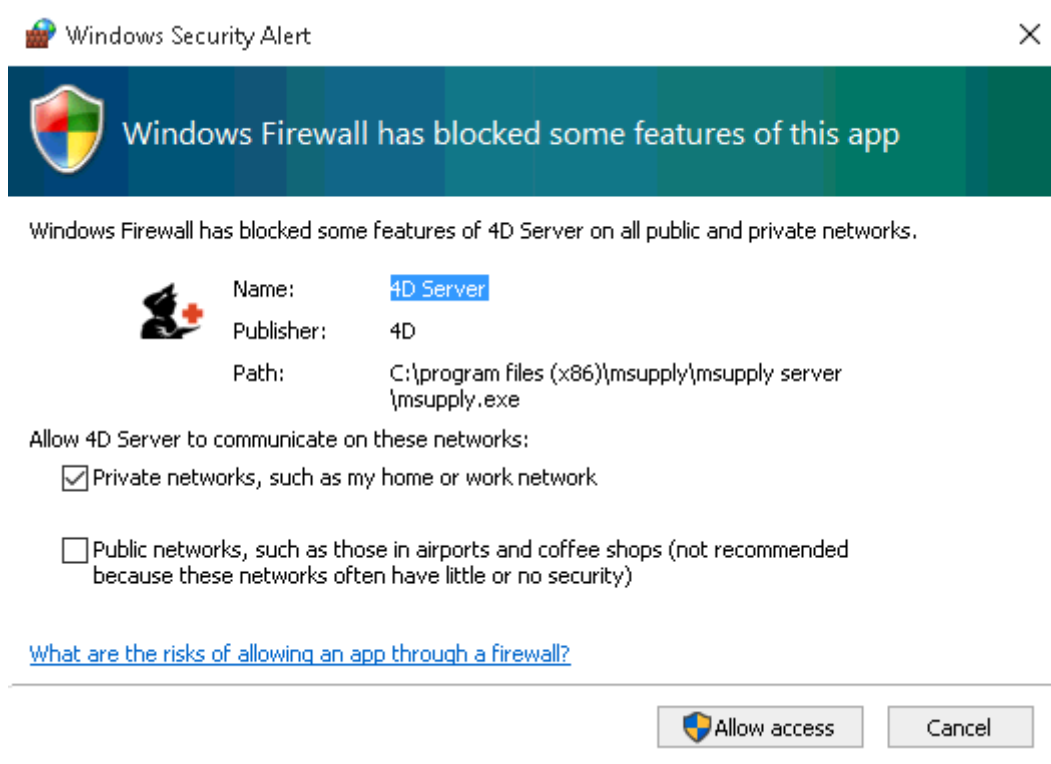 Windows Security Alert
Windows Firewall has blocked some features of this app
Windows Firewall has blocked some features of 4D Server on all public and private networks.
Name: 4D Server
Publisher: 4D
Path: C:\program files (x86)\msupply\msupply server
\msupply.exe
Allow 4D Server to communicate on these networks:
Private networks, such as my home or work network
Public networks, such as those in airports and coffee shops (not recommended
because these networks often have little or no security)
What are the risks of allowing an app through a firewall?
Allow access Cancel